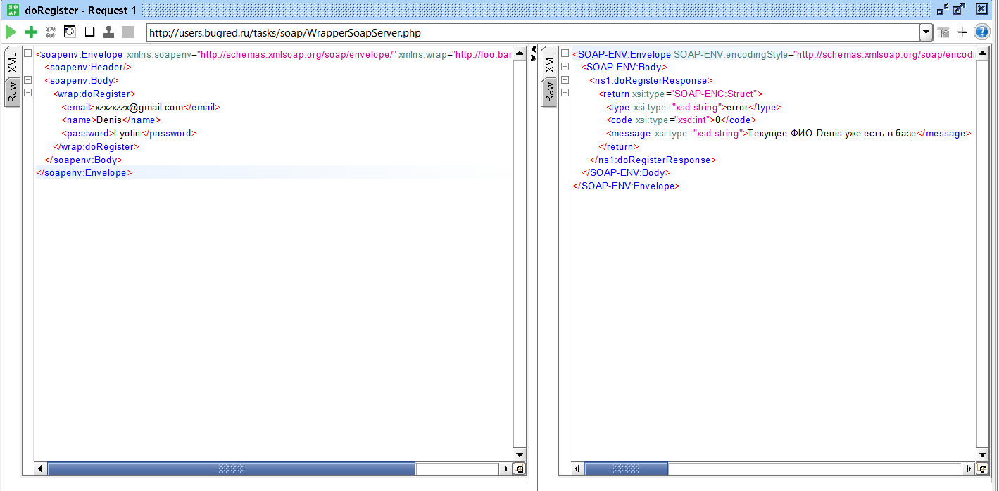 doRegister - Request 1
http://users.buqred.ru/tasks/soap/WrapperSoapServer.php
XML
Raw
<soapenv:Envelope xmlns:soapenv="http://schemas.xmlsoap.org/soap/envelope/" xmlns:wrap="http://foo.bar
<soapenv:Header/>
<soapenv:Body>
<wrap:doRegister>
<email>xzxzxzzx@gmail.com</email>
<name>Denis</name>
<password>Lyotin</password>
</wrap:doRegister>
</soapenv:Body>
</soapenv:Envelope>
XML
Raw
<SOAP-ENV:Envelope SOAP-ENV:encodingStyle="http://schemas.xmlsoap.org/soap/encodi
<SOAP-ENV:Body>
<ns1:doRegisterResponse>
<return xsi:type="SOAP-ENC:Struct">
<type xsi:type="xsd:string">error</type>
<code xsi:type="xsd:int">0</code>
<message xsi:type="xsd:string">Текущее ФИО Denis уже есть в базе</message>
</return>
</ns1:doRegisterResponse>
</SOAP-ENV:Body>
</SOAP-ENV:Envelope>